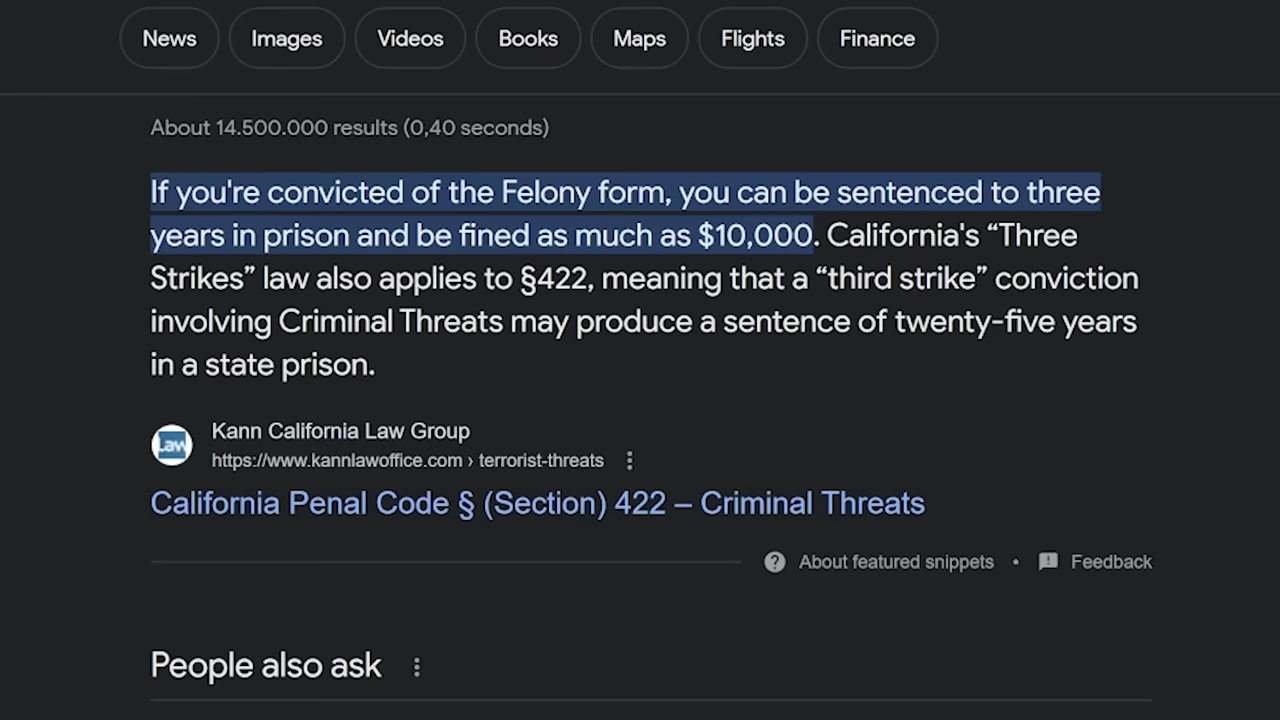 News Images Videos Books Maps Flights Finance
About 14.500.000 results (0,40 seconds)
If you're convicted of the Felony form, you can be sentenced to three
years in prison and be fined as much as $10,000. California's “Three
Strikes” law also applies to §422, meaning that a “third strike” conviction
involving Criminal Threats may produce a sentence of twenty-five years
in a state prison.
Law
Kann California Law Group
https://www.kannlawoffice.com › terrorist-threats
California Penal Code § (Section) 422 – Criminal Threats
About featured snippets • Feedback
People also ask